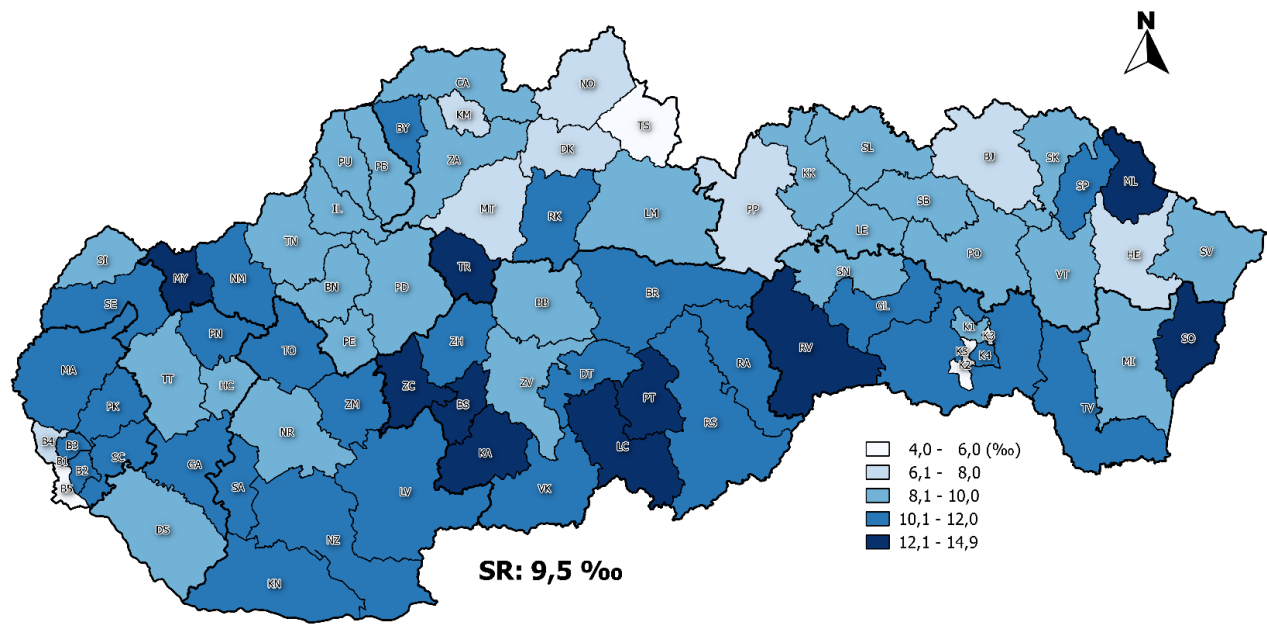 N
CA
NO
KM
TS
BY
DK
PU
PB
ZA
KK
SL
BJ
SK
SP
ML
IL
MT
RK
LM
PP
SB
LE
TN
SI
MY
NM
BN
PD
TR
SN
PO
VT
HE
SV
SE
BB
BR
GL
PN
TO
PE
ZH
K1
K3
SO
RV
K5
K4
K2
MA
TT
HC
ZC
ZV
DT
RA
MI
PK
ZM
BS
PT
TV
NR
RS
B4
B3
B1
B2
SC
GA
KA
LC
B5
SA
LV
VK
DS
NZ
KN
4,0 - 6,0 (‰)
6,1 - 8,0
8,1 - 10,0
10,1 - 12,0
12,1 - 14,9
SR: 9,5 ‰